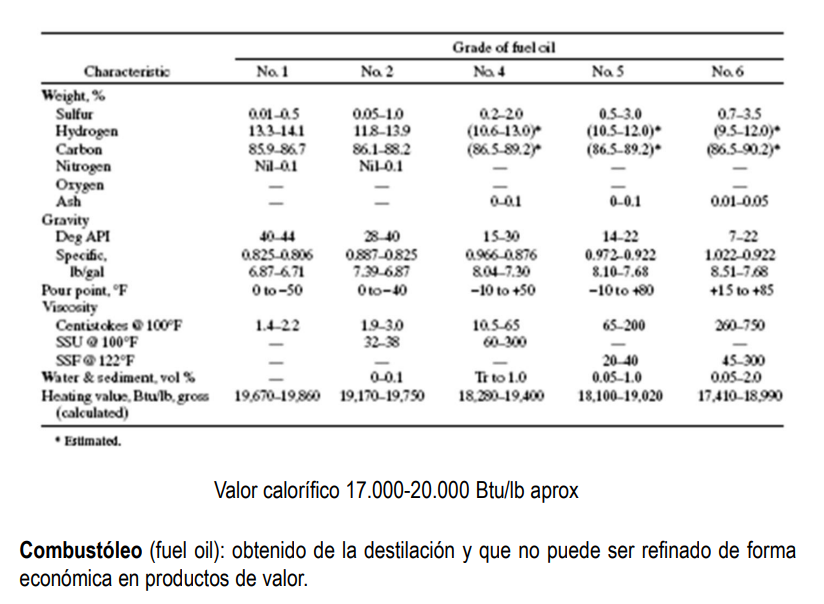 Grade of fuel oil
Characteristic No. 1 No. 2 No. 4 No. 5 No. 6
Weight, %
Sulfur 0.01–0.5 0.05–1.0 0.2–2.0 0.5–3.0 0.7–3.5
Hydrogen 13.3–14.1 11.8–13.9 (10.6–13.0)* (10.5–12.0)* (9.5–12.0)*
Carbon 85.9–86.7 86.1–88.2 (86.5–89.2)* (86.5–89.2)* (86.5–90.2)*
Nitrogen Nil–0.1 Nil–0.1 — — —
Oxygen — — — — —
Ash — — 0–0.1 0–0.1 0.01–0.05
Gravity
Deg API 40–44 28–40 15–30 14–22 7–22
Specific, 0.825–0.806 0.887–0.825 0.966–0.876 0.972–0.922 1.022–0.922
lb/gal 6.87–6.71 7.39–6.87 8.04–7.30 8.10–7.68 8.51–7.68
Pour point, °F 0 to –50 0 to –40 –10 to +50 –10 to +80 +15 to +85
Viscosity
Centistokes @ 100°F 1.4–2.2 1.9–3.0 10.5–65 65–200 260–750
SSU @ 100°F — 32–38 60–300 — —
SSF @ 122°F — — — 20–40 45–300
Water & sediment, vol % — 0–0.1 Tr to 1.0 0.05–1.0 0.05–2.0
Heating value, Btu/lb, gross 19,670–19,860 19,170–19,750 18,280–19,400 18,100–19,020 17,410–18,990
(calculated)
* Estimated.
Valor calorífico 17.000-20.000 Btu/lb aprox
Combustóleo (fuel oil): obtenido de la destilación y que no puede ser refinado de forma
económica en productos de valor.